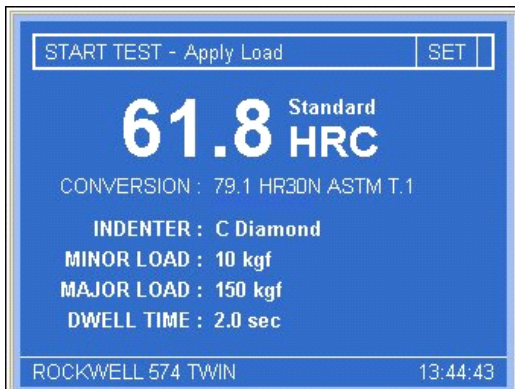 START TEST - Apply Load SET
61.8 Standard HRC
CONVERSION : 79.1 HR30N ASTM T.1
INDENTER : C Diamond
MINOR LOAD : 10 kgf
MAJOR LOAD : 150 kgf
DWELL TIME : 2.0 sec
ROCKWELL 574 TWIN 13:44:43